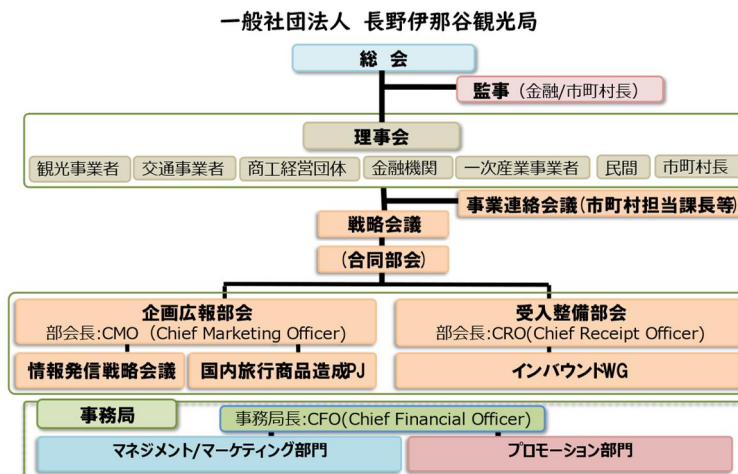 一般社団法人 長野伊那谷観光局
総 会
監事（金融/市町村長）
理事会
観光事業者 交通事業者 商工経営団体 金融機関 一次産業事業者 民間 市町村長
事業連絡会議(市町村担当課長等)
戦略会議
(合同部会)
企画広報部会
部会長:CMO（Chief Marketing Officer)
受入整備部会
部会長:CRO(Chief Receipt Officer)
情報発信戦略会議 国内旅行商品造成PJ インバウンドWG
事務局
事務局長:CFO(Chief Financial Officer)
マネジメント/マーケティング部門 プロモーション部門